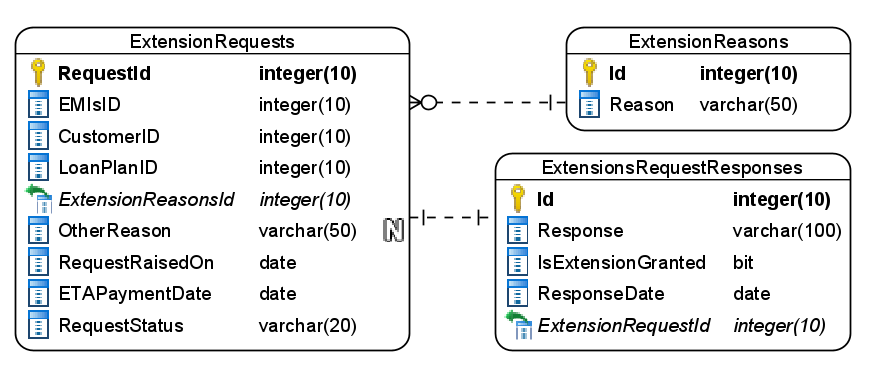 ExtensionRequests
RequestId integer(10)
EMIsID integer(10)
CustomerID integer(10)
LoanPlanID integer(10)
ExtensionReasonsId integer(10)
OtherReason varchar(50) N
RequestRaisedOn date
ETAPaymentDate date
RequestStatus varchar(20)
ExtensionReasons
Id integer(10)
Reason varchar(50)
ExtensionsRequestResponses
Id integer(10)
Response varchar(100)
IsExtensionGranted bit
ResponseDate date
ExtensionRequestId integer(10)